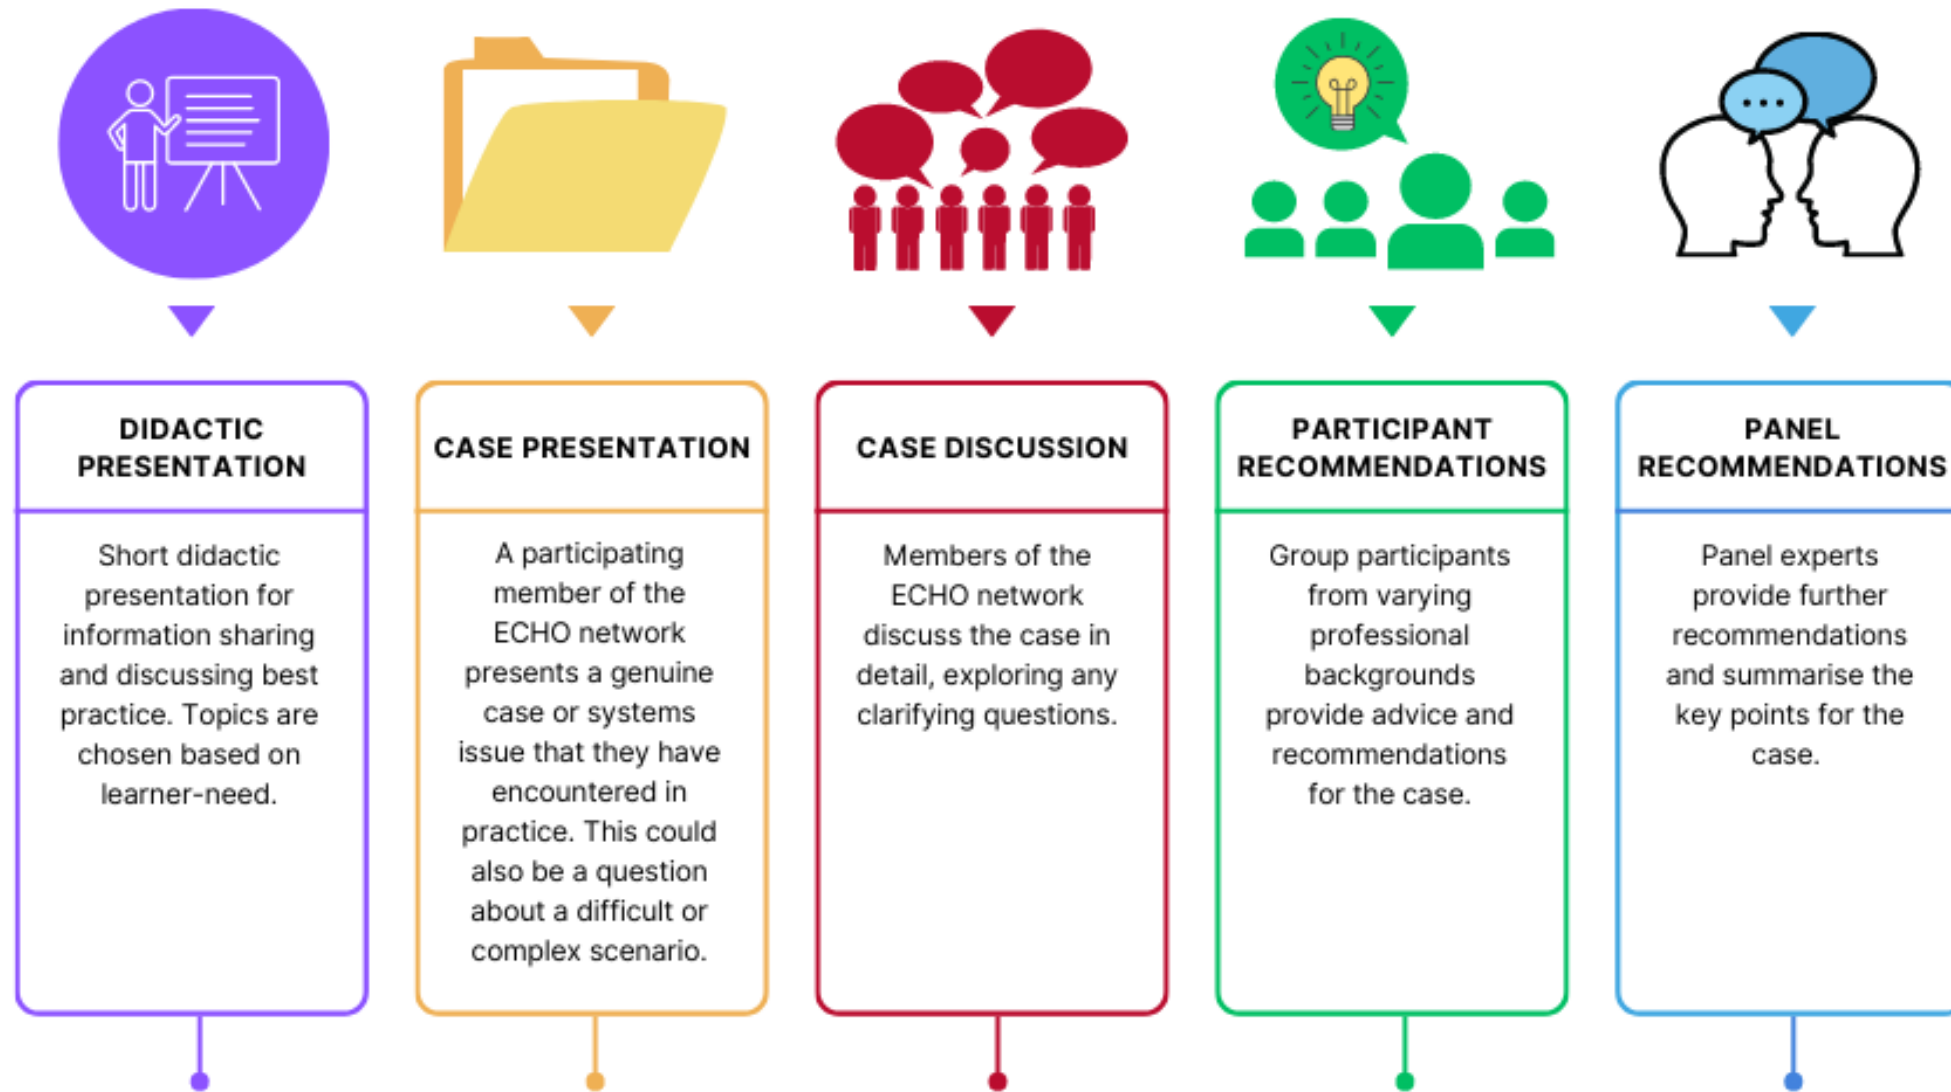 DIDACTIC
PRESENTATION
Short didactic
presentation for
information sharing
and discussing best
practice. Topics are
chosen based on
learner-need.
CASE PRESENTATION
A participating
member of the
ECHO network
presents a genuine
case or systems
issue that they have
encountered in
practice. This could
also be a question
about a difficult or
complex scenario.
CASE DISCUSSION
Members of the
ECHO network
discuss the case in
detail, exploring any
clarifying questions.
PARTICIPANT
RECOMMENDATIONS
Group participants
from varying
professional
backgrounds
provide advice and
recommendations
for the case.
PANEL
RECOMMENDATIONS
Panel experts
provide further
recommendations
and summarise the
key points for the
case.